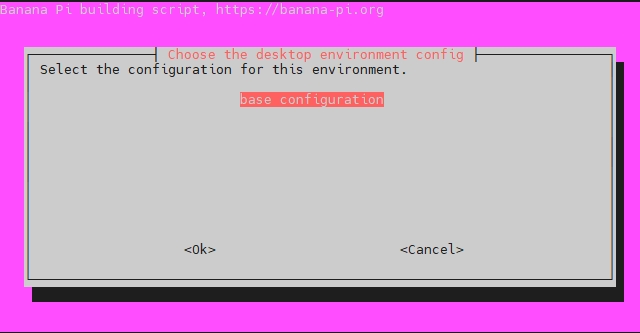 Banana Pi building script, https://banana-pi.org
Choose the desktop environment config
Select the configuration for this environment.
base configuration
<Ok> <Cancel>